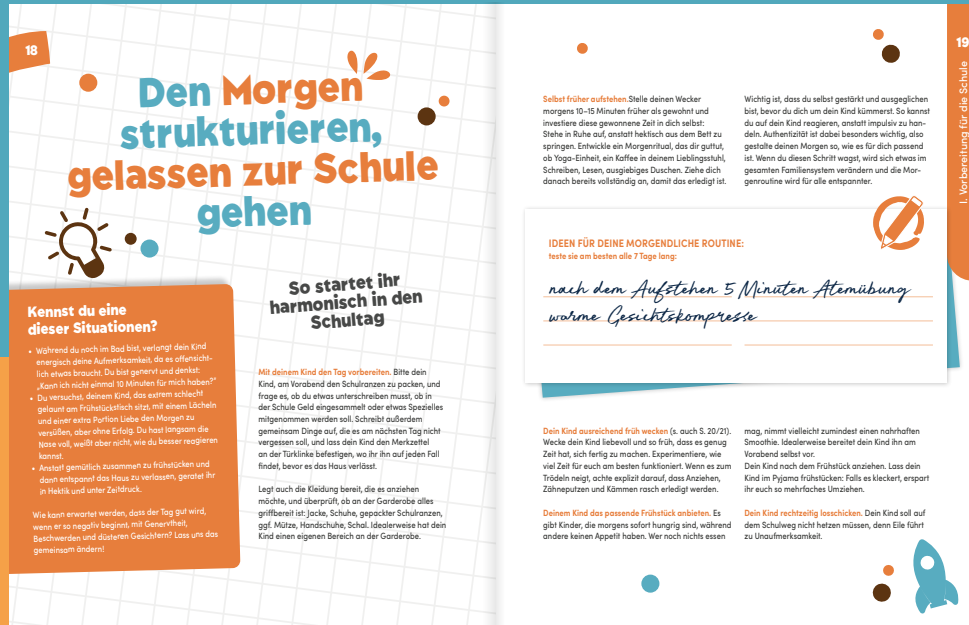 18
Den Morgen
strukturieren,
gelassen zur Schule
gehen
Kennst du eine
dieser Situationen?
• Während du noch im Bad bist, verlangt dein Kind
energisch deine Aufmerksamkeit, da es offensicht-
lich etwas braucht. Du bist genervt und denkst:
„Kann ich nicht einmal 10 Minuten für mich haben?"
• Du versuchst, deinem Kind, das extrem schlecht
gelaunt am Frühstückstisch sitzt, mit einem Lächeln
und einer extra Portion Liebe den Morgen zu
versüßen, aber ohne Erfolg. Du hast langsam die
Nase voll, weißt aber nicht, wie du besser reagieren
kannst.
• Anstatt gemütlich zusammen zu frühstücken und
dann entspannt das Haus zu verlassen, geratet ihr
in Hektik und unter Zeitdruck.
Wie kann erwartet werden, dass der Tag gut wird,
wenn er so negativ beginnt, mit Genervtheit,
Beschwerden und düsteren Gesichtern? Lass uns das
gemeinsam ändern!
So startet ihr
harmonisch in den
Schultag
Mit deinem Kind den Tag vorbereiten. Bitte dein
Kind, am Vorabend den Schulranzen zu packen, und
frage es, ob du etwas unterschreiben musst, ob in
der Schule Geld eingesammelt oder etwas Spezielles
mitgenommen werden soll. Schreibt außerdem
gemeinsam Dinge auf, die es am nächsten Tag nicht
vergessen soll, und lass dein Kind den Merkzettel
an der Türklinke befestigen, wo ihr ihn auf jeden Fall
findet, bevor es das Haus verlässt.
Legt auch die Kleidung bereit, die es anziehen
möchte, und überprüft, ob an der Garderobe alles
griffbereit ist: Jacke, Schuhe, gepackter Schulranzen,
ggf. Mütze, Handschuhe, Schal. Idealerweise hat dein
Kind einen eigenen Bereich an der Garderobe.
19
I. Vorbereitung für die Schule
Selbst früher aufstehen.Stelle deinen Wecker
morgens 10–15 Minuten früher als gewohnt und
investiere diese gewonnene Zeit in dich selbst:
Stehe in Ruhe auf, anstatt hektisch aus dem Bett zu
springen. Entwickle ein Morgenritual, das dir guttut,
ob Yoga-Einheit, ein Kaffee in deinem Lieblingsstuhl,
Schreiben, Lesen, ausgiebiges Duschen. Ziehe dich
danach bereits vollständig an, damit das erledigt ist.
Wichtig ist, dass du selbst gestärkt und ausgeglichen
bist, bevor du dich um dein Kind kümmerst. So kannst
du auf dein Kind reagieren, anstatt impulsiv zu han-
deln. Authentizität ist dabei besonders wichtig, also
gestalte deinen Morgen so, wie es für dich passend
ist. Wenn du diesen Schritt wagst, wird sich etwas im
gesamten Familiensystem verändern und die Mor-
genroutine wird für alle entspannter.
IDEEN FÜR DEINE MORGENDLICHE ROUTINE:
teste sie am besten alle 7 Tage lang:
nach dem Aufstehen 5 Minuten Atemübung
warme Gesichtskompresse
Dein Kind ausreichend früh wecken (s. auch S. 20/21).
Wecke dein Kind liebevoll und so früh, dass es genug
Zeit hat, sich fertig zu machen. Experimentiere, wie
viel Zeit für euch am besten funktioniert. Wenn es zum
Trödeln neigt, achte explizit darauf, dass Anziehen,
Zähneputzen und Kämmen rasch erledigt werden.
Deinem Kind das passende Frühstück anbieten. Es
gibt Kinder, die morgens sofort hungrig sind, während
andere keinen Appetit haben. Wer noch nichts essen
mag, nimmt vielleicht zumindest einen nahrhaften
Smoothie. Idealerweise bereitet dein Kind ihn am
Vorabend selbst vor.
Dein Kind nach dem Frühstück anziehen. Lass dein
Kind im Pyjama frühstücken: Falls es kleckert, erspart
ihr euch so mehrfaches Umziehen.
Dein Kind rechtzeitig losschicken. Dein Kind soll auf
dem Schulweg nicht hetzen müssen, denn Eile führt
zu Unaufmerksamkeit.